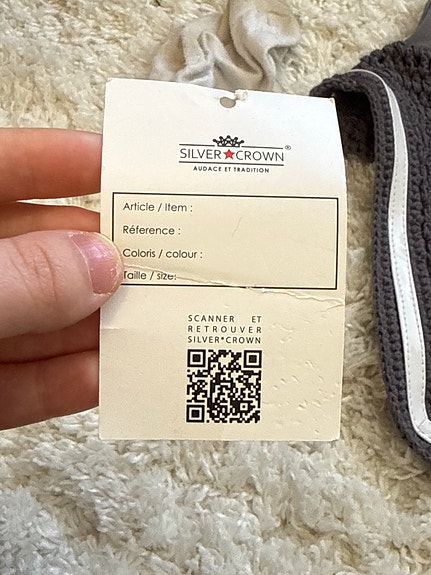 SILVER★CROWN®
AUDACE ET TRADITION
Article / Item :
Réference :
Coloris / colour :
Taille / size:
SCANNER ET
RETROUVER
SILVER*CROWN